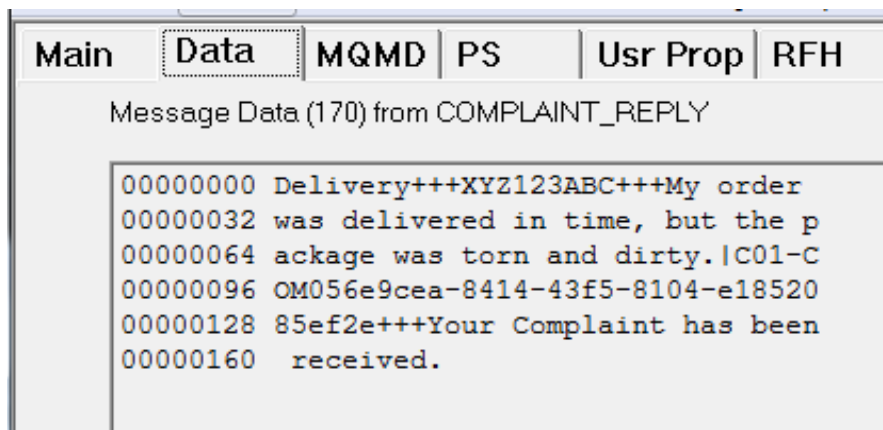 Main Data MQMD PS Usr Prop RFH
Message Data (170) from COMPLAINT_REPLY
00000000 Delivery+++XYZ123ABC+++My order
00000032 was delivered in time, but the p
00000064 ackage was torn and dirty.|C01-C
00000096 OM056e9cea-8414-43f5-8104-e18520
00000128 85ef2e+++Your Complaint has been
00000160  received.